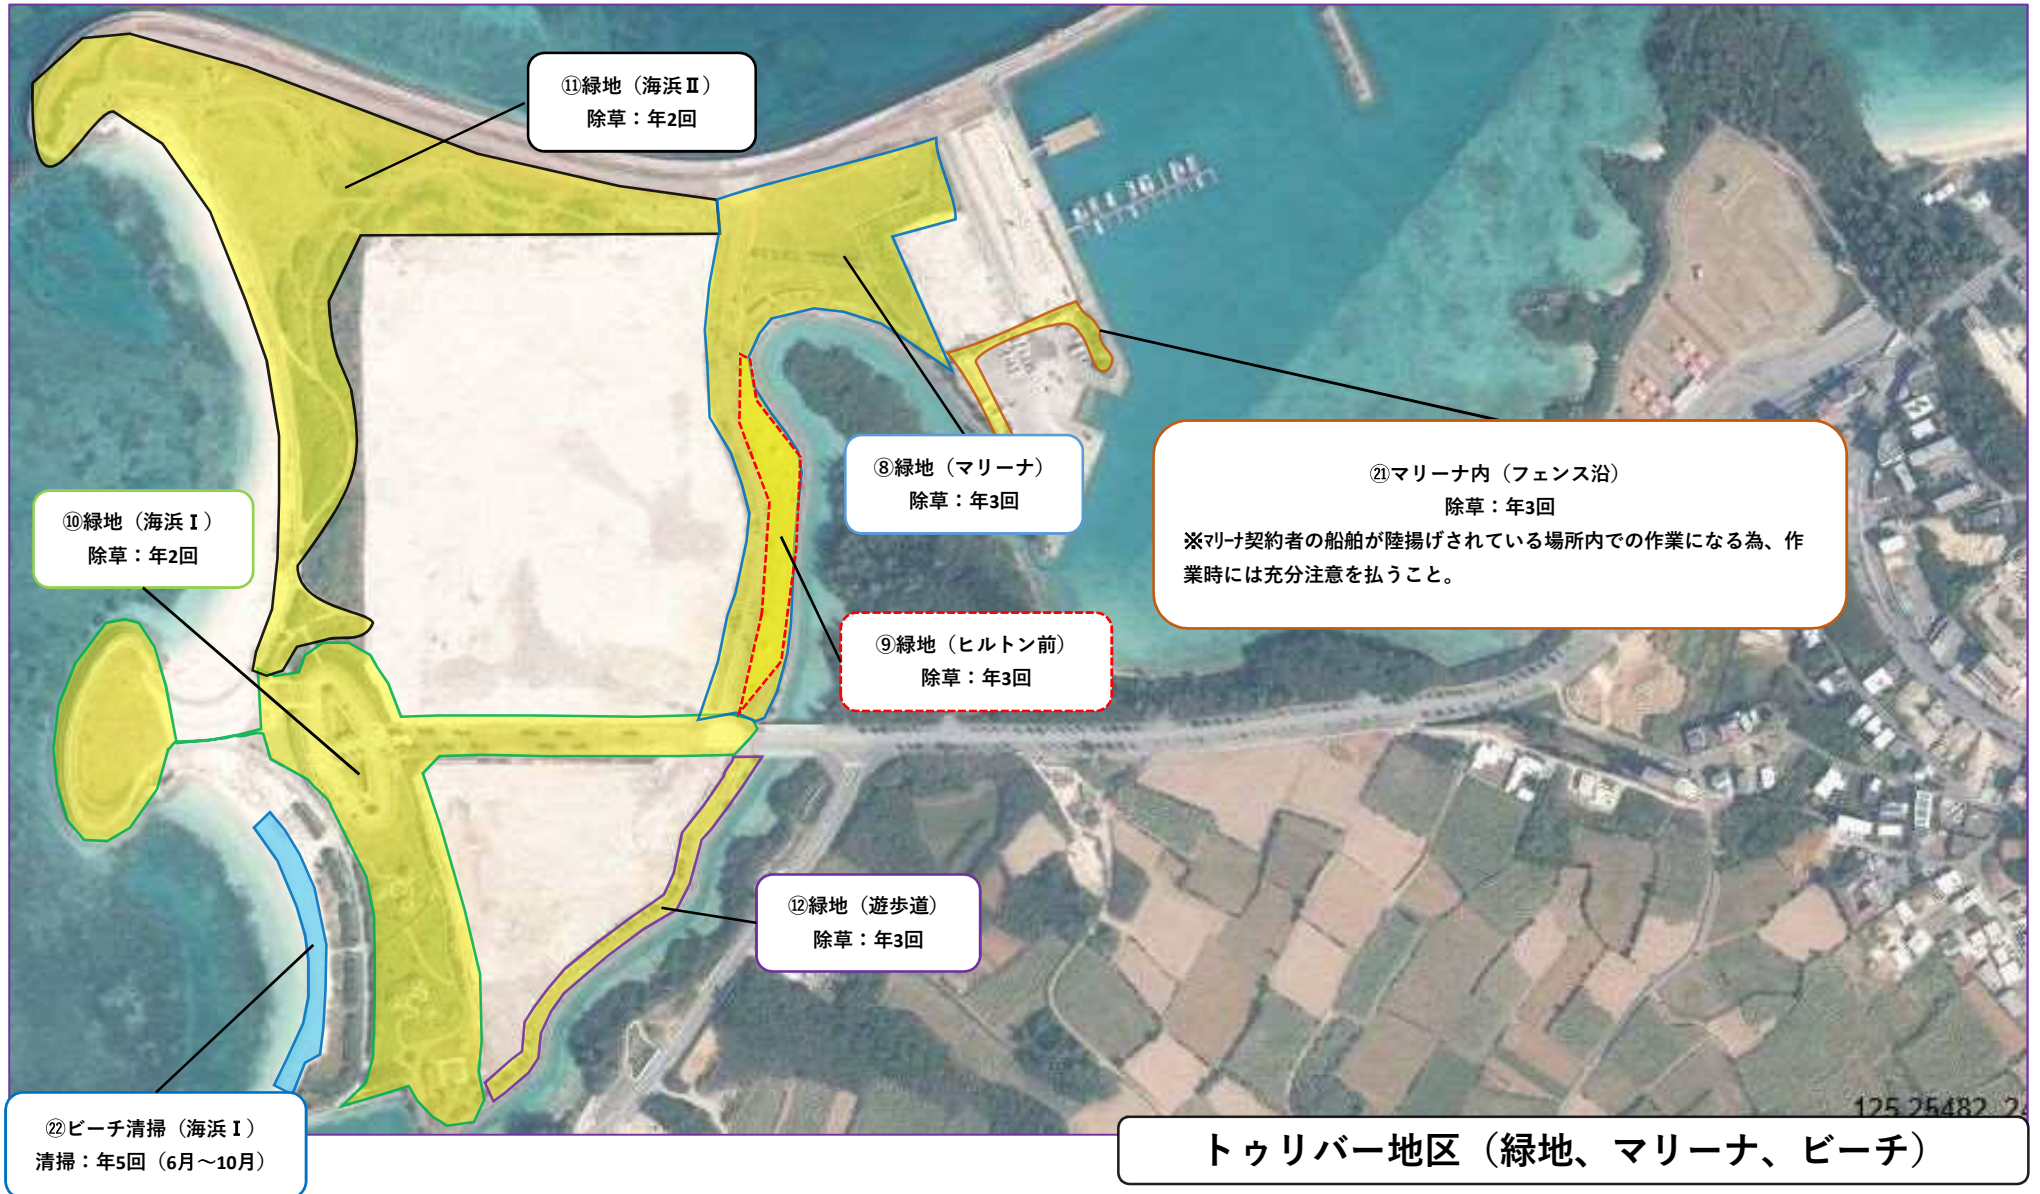 ⑪緑地（海浜Ⅱ）
除草：年2回
⑧緑地（マリーナ）
除草：年3回
㉑マリーナ内（フェンス沿）
除草：年3回
※ﾏﾘｰﾅ契約者の船舶が陸揚げされている場所内での作業になる為、作
業時には充分注意を払うこと。
⑩緑地（海浜Ⅰ）
除草：年2回
⑨緑地（ヒルトン前）
除草：年3回
⑫緑地（遊歩道）
除草：年3回
㉒ビーチ清掃（海浜Ⅰ）
清掃：年5回（6月～10月）
125.25482, 2
トゥリバー地区（緑地、マリーナ、ビーチ）